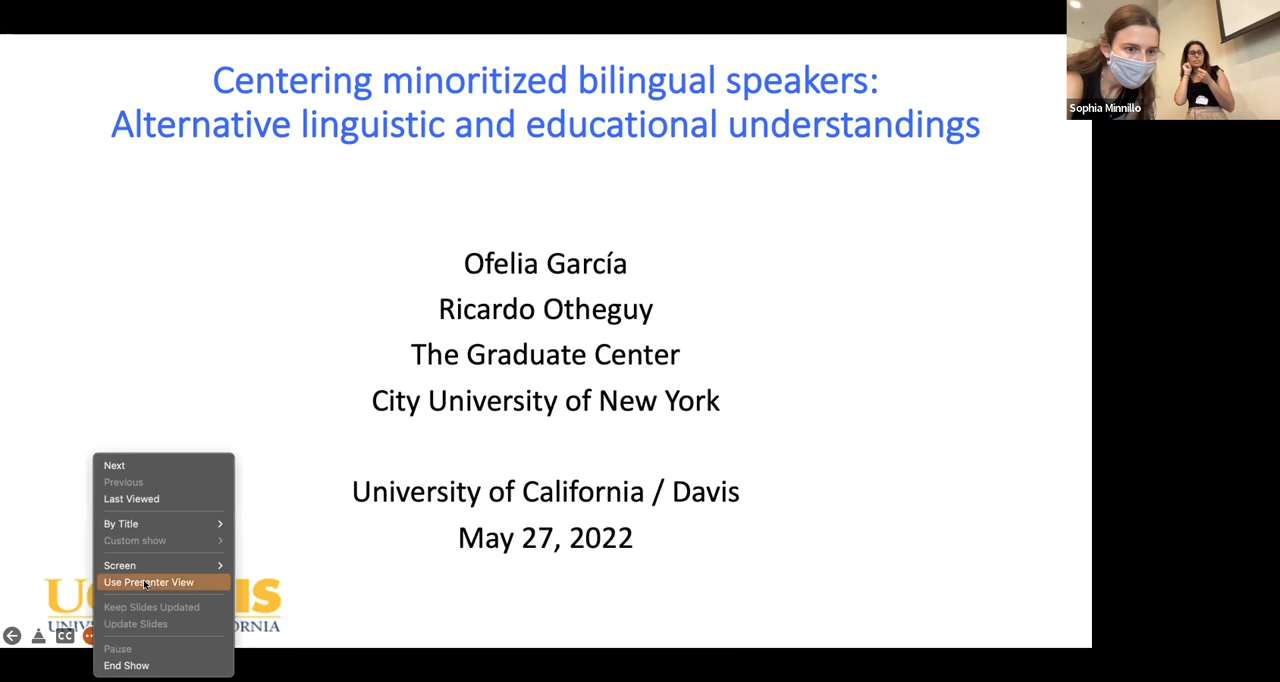 Centering minoritized bilingual speakers:
Alternative linguistic and educational understandings
Sophia Minnillo
Ofelia García
Ricardo Otheguy
The Graduate Center
City University of New York
University of California / Davis
May 27, 2022
Next
Previous
Last Viewed
By Title
Custom show
Screen
Use Presenter View
Keep Slides Updated
Update Slides
Pause
End Show
CC